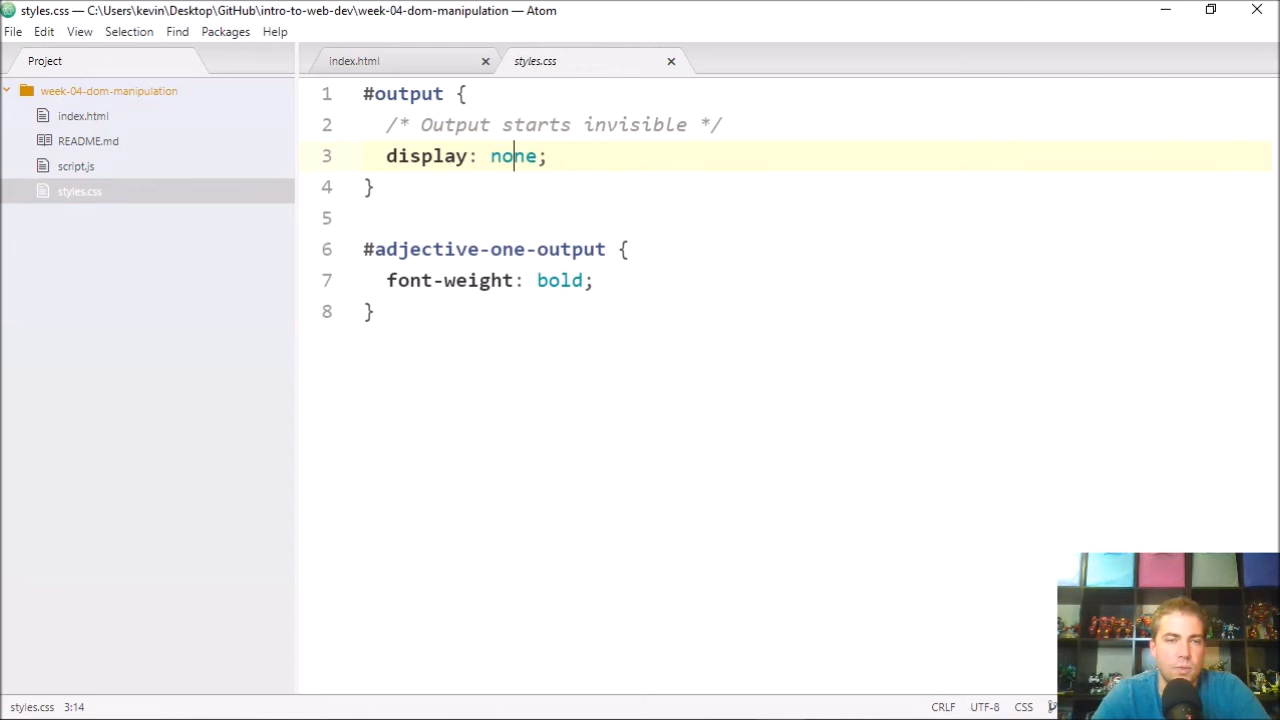 styles.css — C:\Users\kevin\Desktop\GitHub\intro-to-web-dev\week-04-dom-manipulation — Atom
File Edit View Selection Find Packages Help
Project
index.html
styles.css
week-04-dom-manipulation
index.html
README.md
script.js
styles.css
1 #output {
2 /* Output starts invisible */
3 display: none;
4 }
5
6 #adjective-one-output {
7 font-weight: bold;
8 }
styles.css 3:14
CRLF UTF-8 CSS